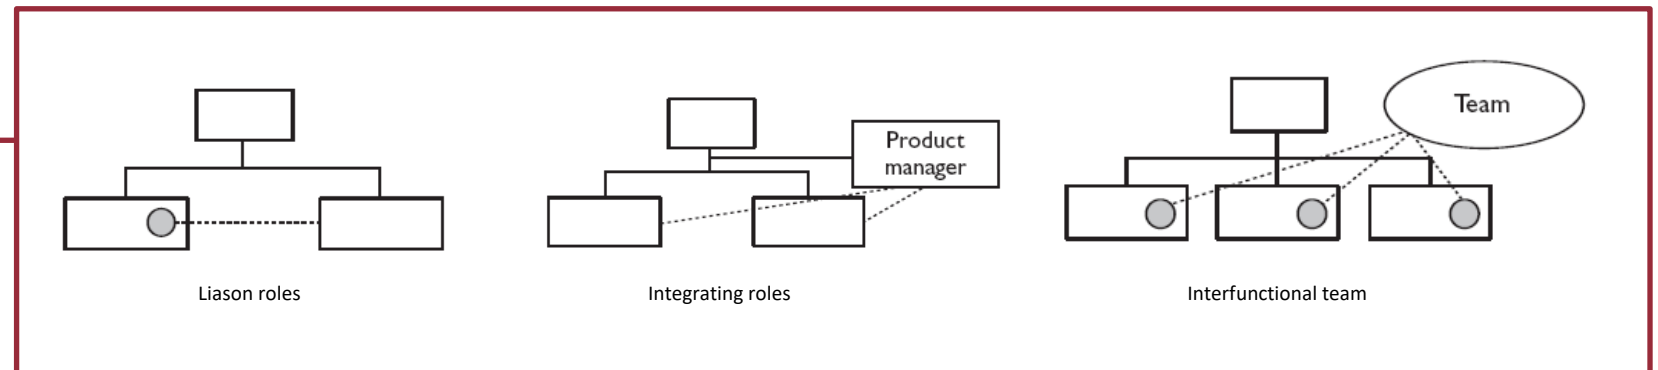 Product
manager
Team
Liason roles
Integrating roles
Interfunctional team